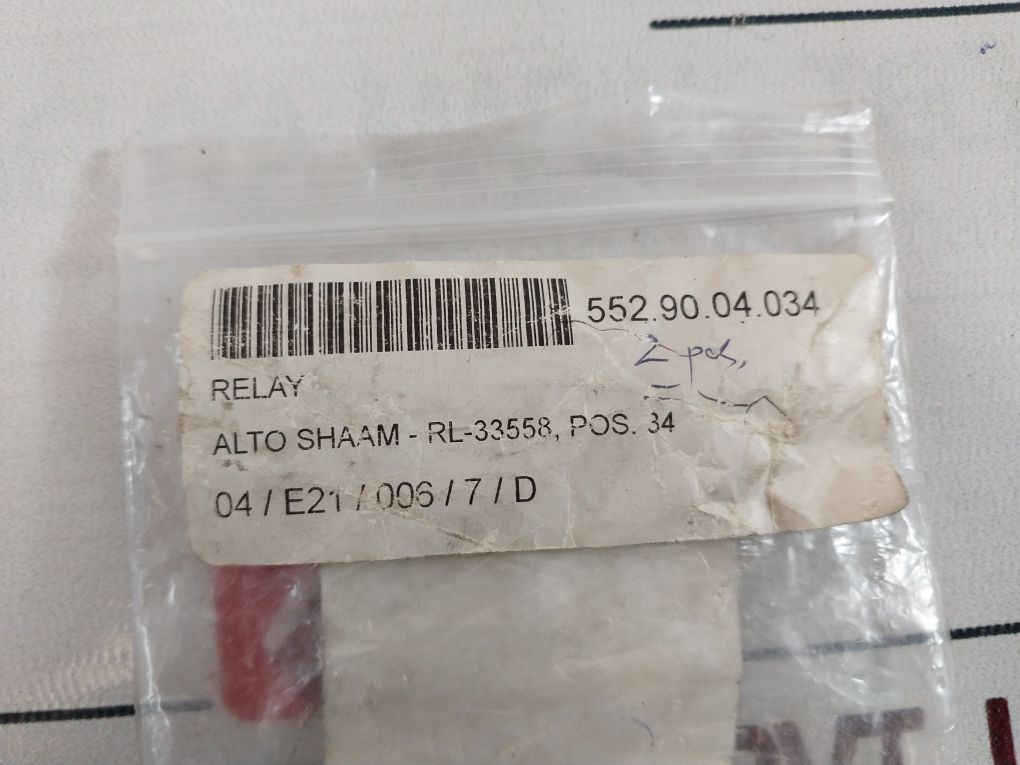 552.90.04.034
2 pcs,
RELAY
ALTO SHAAM - RL-33558, POS. 34
04 / E21 / 006 / 7 / D